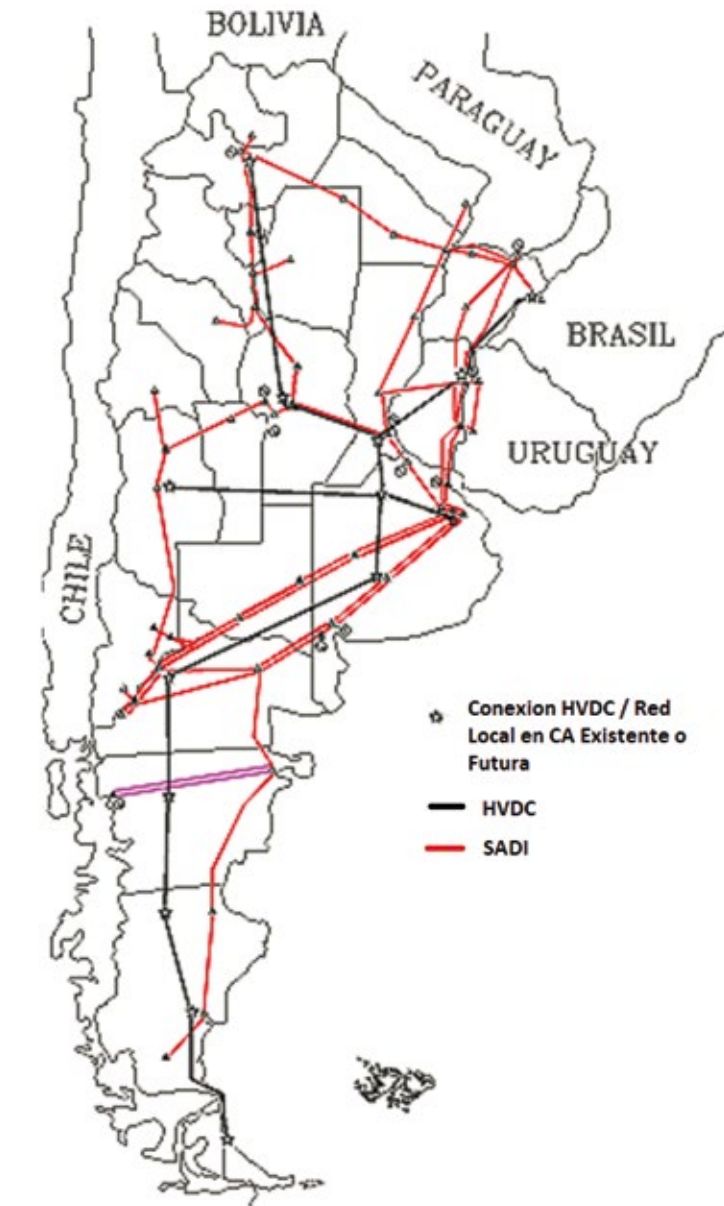 BOLIVIA
PARAGUAY
BRASIL
URUGUAY
CHILE
Conexion HVDC / Red
Local en CA Existente o
Futura
HVDC
SADI